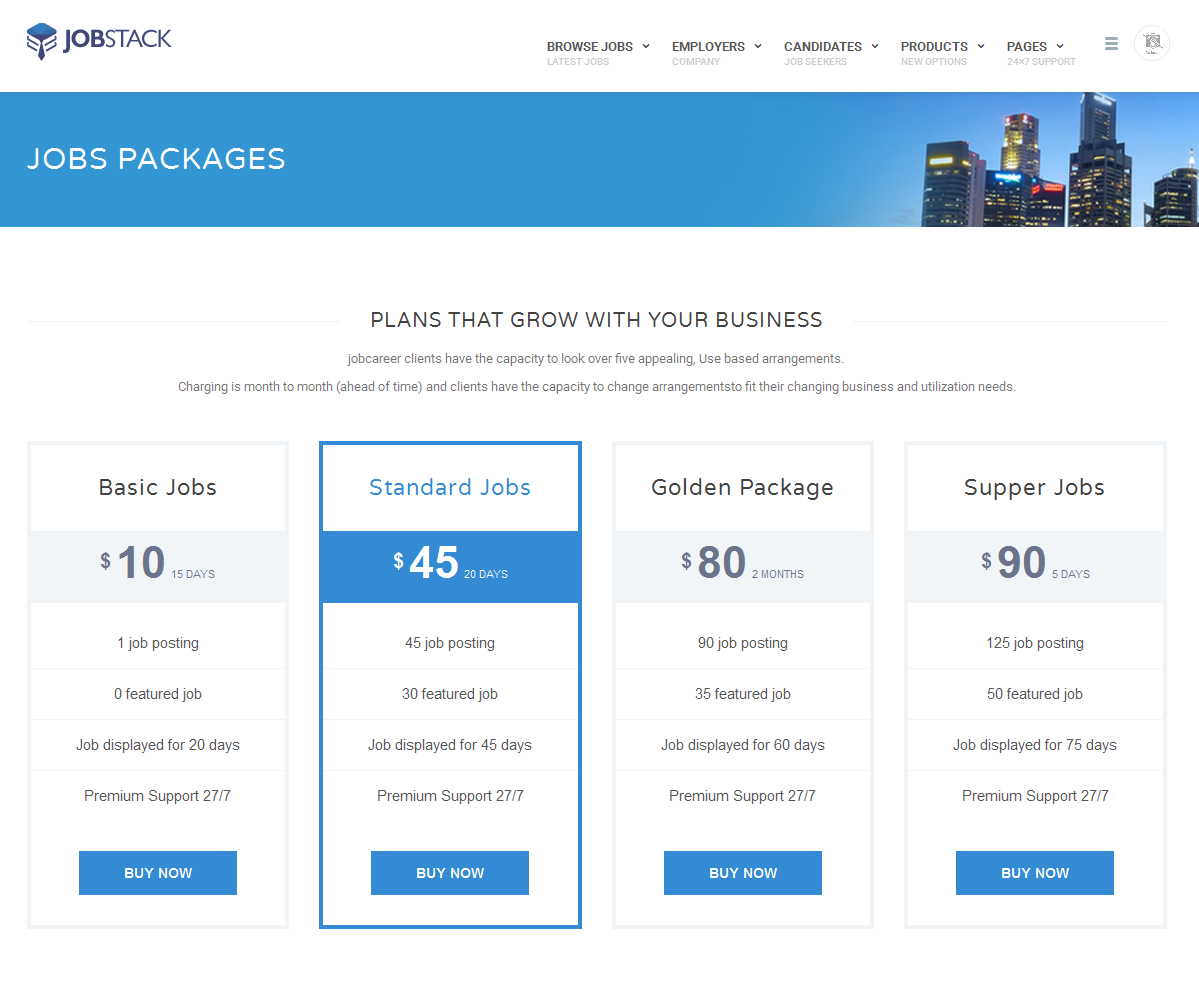 JOBSTACK
BROWSE JOBS EMPLOYERS CANDIDATES PRODUCTS PAGES
LATEST JOBS COMPANY JOB SEEKERS NEW OPTIONS 24×7 SUPPORT
JOBS PACKAGES
PLANS THAT GROW WITH YOUR BUSINESS
jobcareer clients have the capacity to look over five appealing, Use based arrangements.
Charging is month to month (ahead of time) and clients have the capacity to change arrangementsto fit their changing business and utilization needs.
Basic Jobs
$ 10 15 DAYS
1 job posting
0 featured job
Job displayed for 20 days
Premium Support 27/7
BUY NOW
Standard Jobs
$ 45 20 DAYS
45 job posting
30 featured job
Job displayed for 45 days
Premium Support 27/7
BUY NOW
Golden Package
$ 80 2 MONTHS
90 job posting
35 featured job
Job displayed for 60 days
Premium Support 27/7
BUY NOW
Supper Jobs
$ 90 5 DAYS
125 job posting
50 featured job
Job displayed for 75 days
Premium Support 27/7
BUY NOW